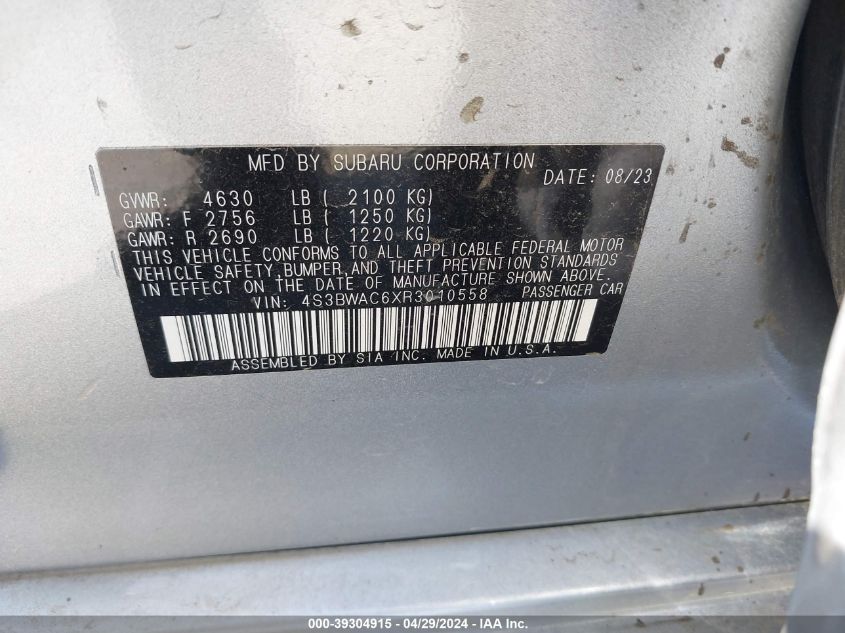 MFD BY SUBARU CORPORATION
DATE: 08/23
GVWR: 4630 LB ( 2100 KG)
GAWR: F 2756 LB ( 1250 KG)
GAWR: R 2690 LB ( 1220 KG)
THIS VEHICLE CONFORMS TO ALL APPLICABLE FEDERAL MOTOR
VEHICLE SAFETY,BUMPER,AND THEFT PREVENTION STANDARDS
IN EFFECT ON THE DATE OF MANUFACTURE SHOWN ABOVE.
VIN: 4S3BWAC6XR3010558 PASSENGER CAR
ASSEMBLED BY SIA INC. MADE IN U.S.A.
000-39304915 - 04/29/2024 - IAA Inc.